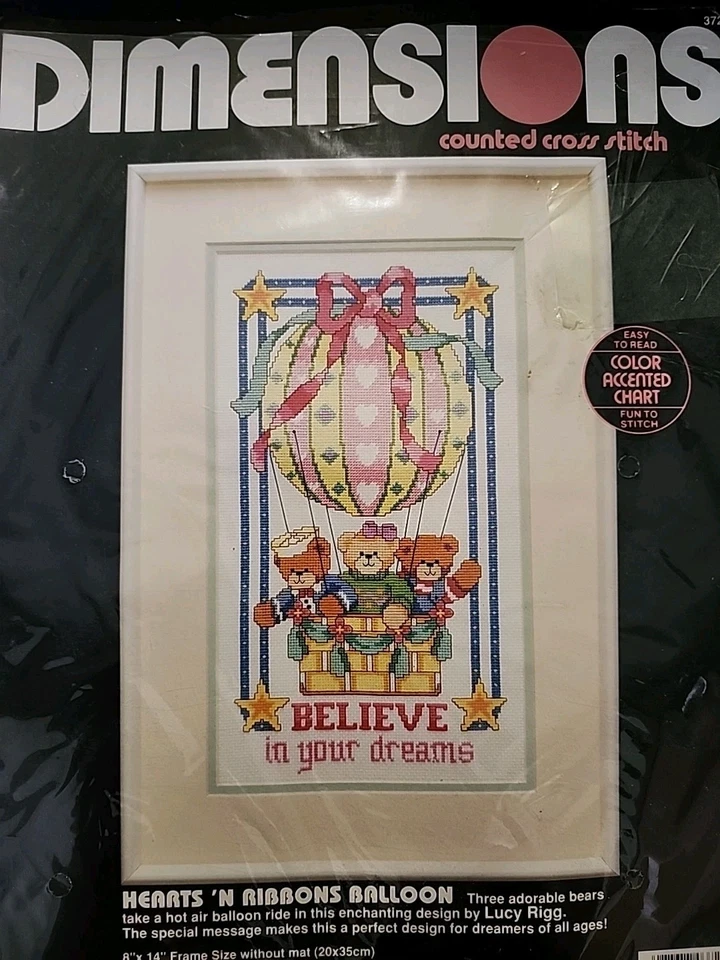 372
DIMENSIONS
counted cross stitch
EASY
TO READ
COLOR
ACCENTED
CHART
FUN TO
STITCH
BELIEVE
in your dreams
HEARTS 'N RIBBONS BALLOON Three adorable bears
take a hot air balloon ride in this enchanting design by Lucy Rigg.
The special message makes this a perfect design for dreamers of all ages!
8" x 14" Frame Size without mat (20x35cm)